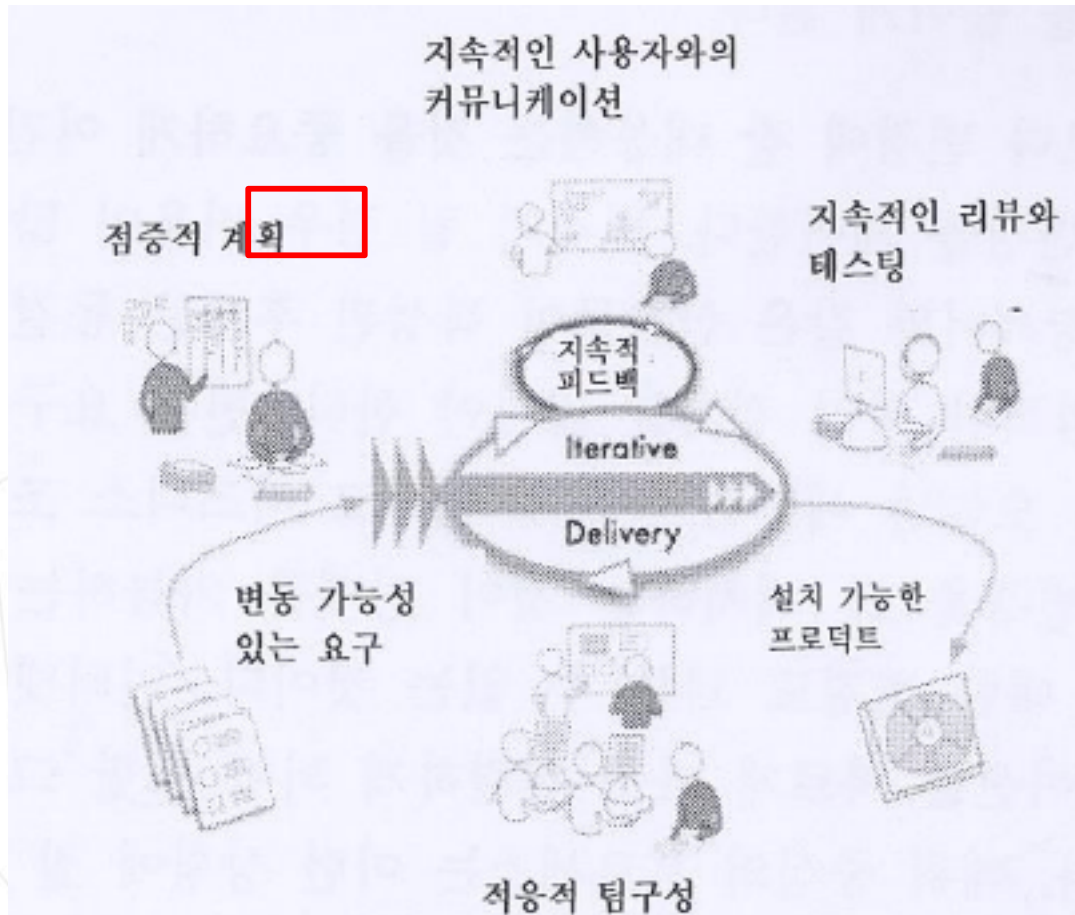 지속적인 사용자와의
커뮤니케이션
점증적 계획
지속적인 리뷰와
테스팅
지속적
피드백
Iterative
Delivery
변동 가능성
있는 요구
설치 가능한
프로덕트
적응적 팀구성